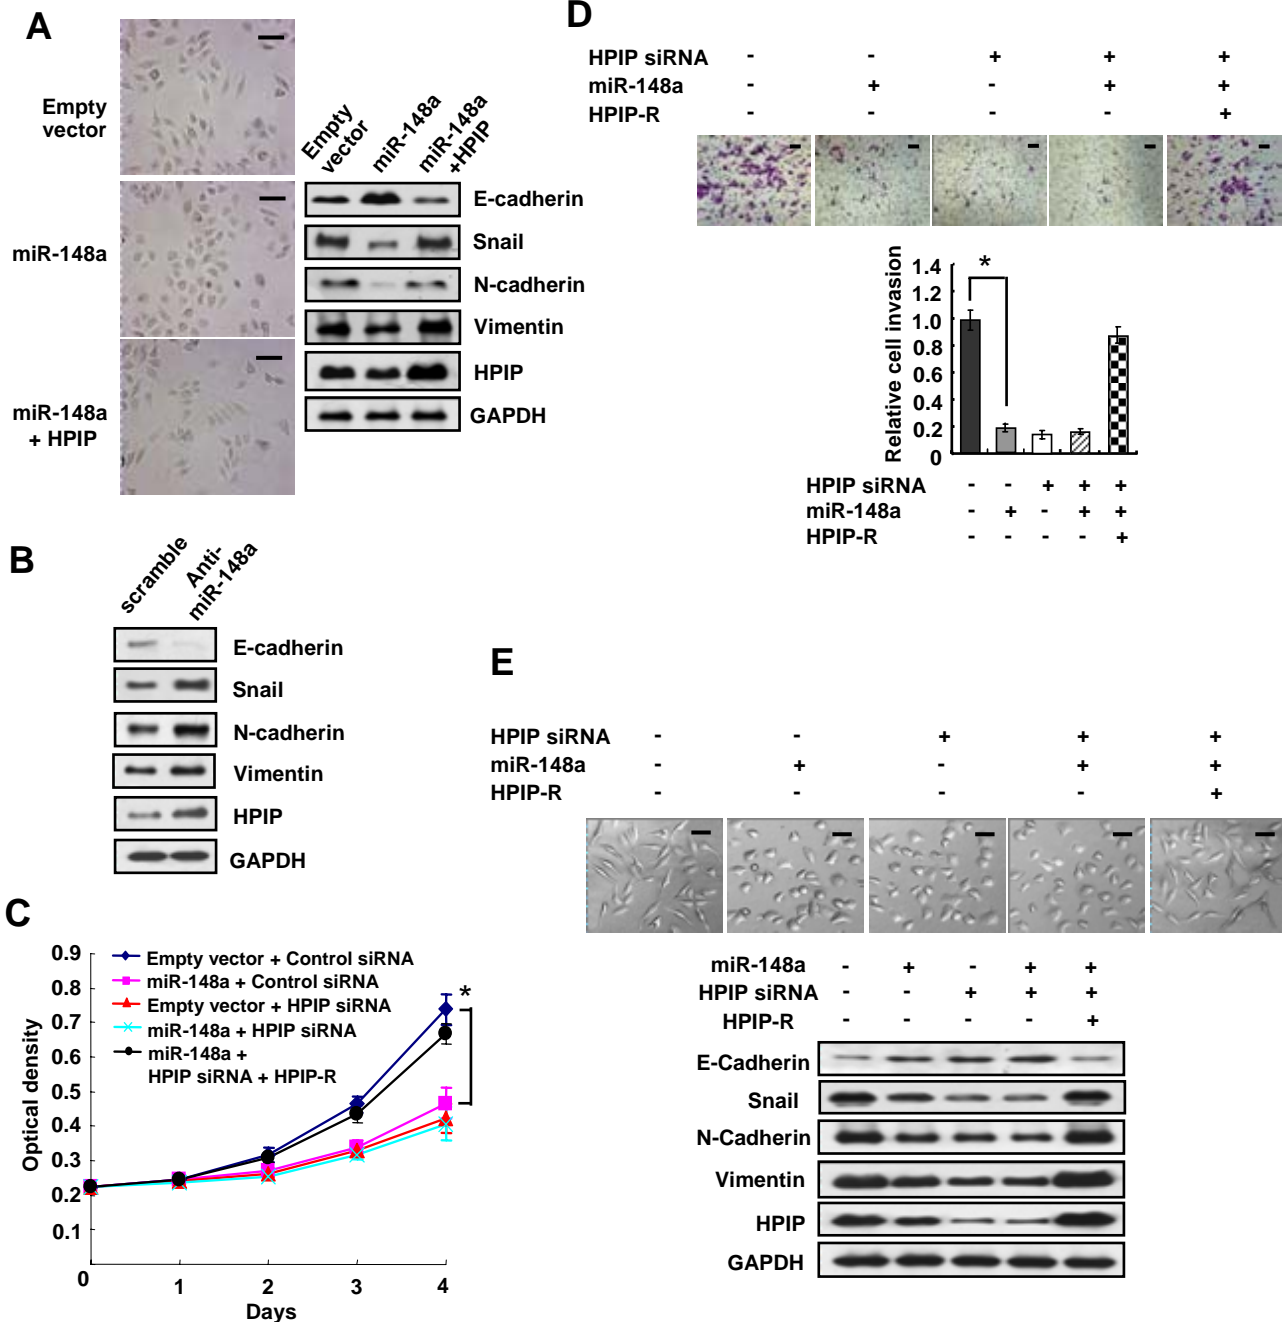 A
Empty
vector
miR-148a
miR-148a
+ HPIP
Empty
vector
miR-148a
miR-148a
+HPIP
E-cadherin
Snail
N-cadherin
Vimentin
HPIP
GAPDH
B
scramble
Anti-
miR-148a
E-cadherin
Snail
N-cadherin
Vimentin
HPIP
GAPDH
C
Optical density
0.9
0.8
0.7
0.6
0.5
0.4
0.3
0.2
0.1
0 1 2 3 4
Days
Empty vector + Control siRNA
miR-148a + Control siRNA
Empty vector + HPIP siRNA
miR-148a + HPIP siRNA
miR-148a +
HPIP siRNA + HPIP-R
*
D
HPIP siRNA - - + + +
miR-148a - + - + +
HPIP-R - - - - +
Relative cell invasion
1.4
1.2
1.0
0.8
0.6
0.4
0.2
0
*
HPIP siRNA - - + + +
miR-148a - + - + +
HPIP-R - - - - +
E
HPIP siRNA - - + + +
miR-148a - + - + +
HPIP-R - - - - +
miR-148a - + - + +
HPIP siRNA - - + + +
HPIP-R - - - - +
E-Cadherin
Snail
N-Cadherin
Vimentin
HPIP
GAPDH